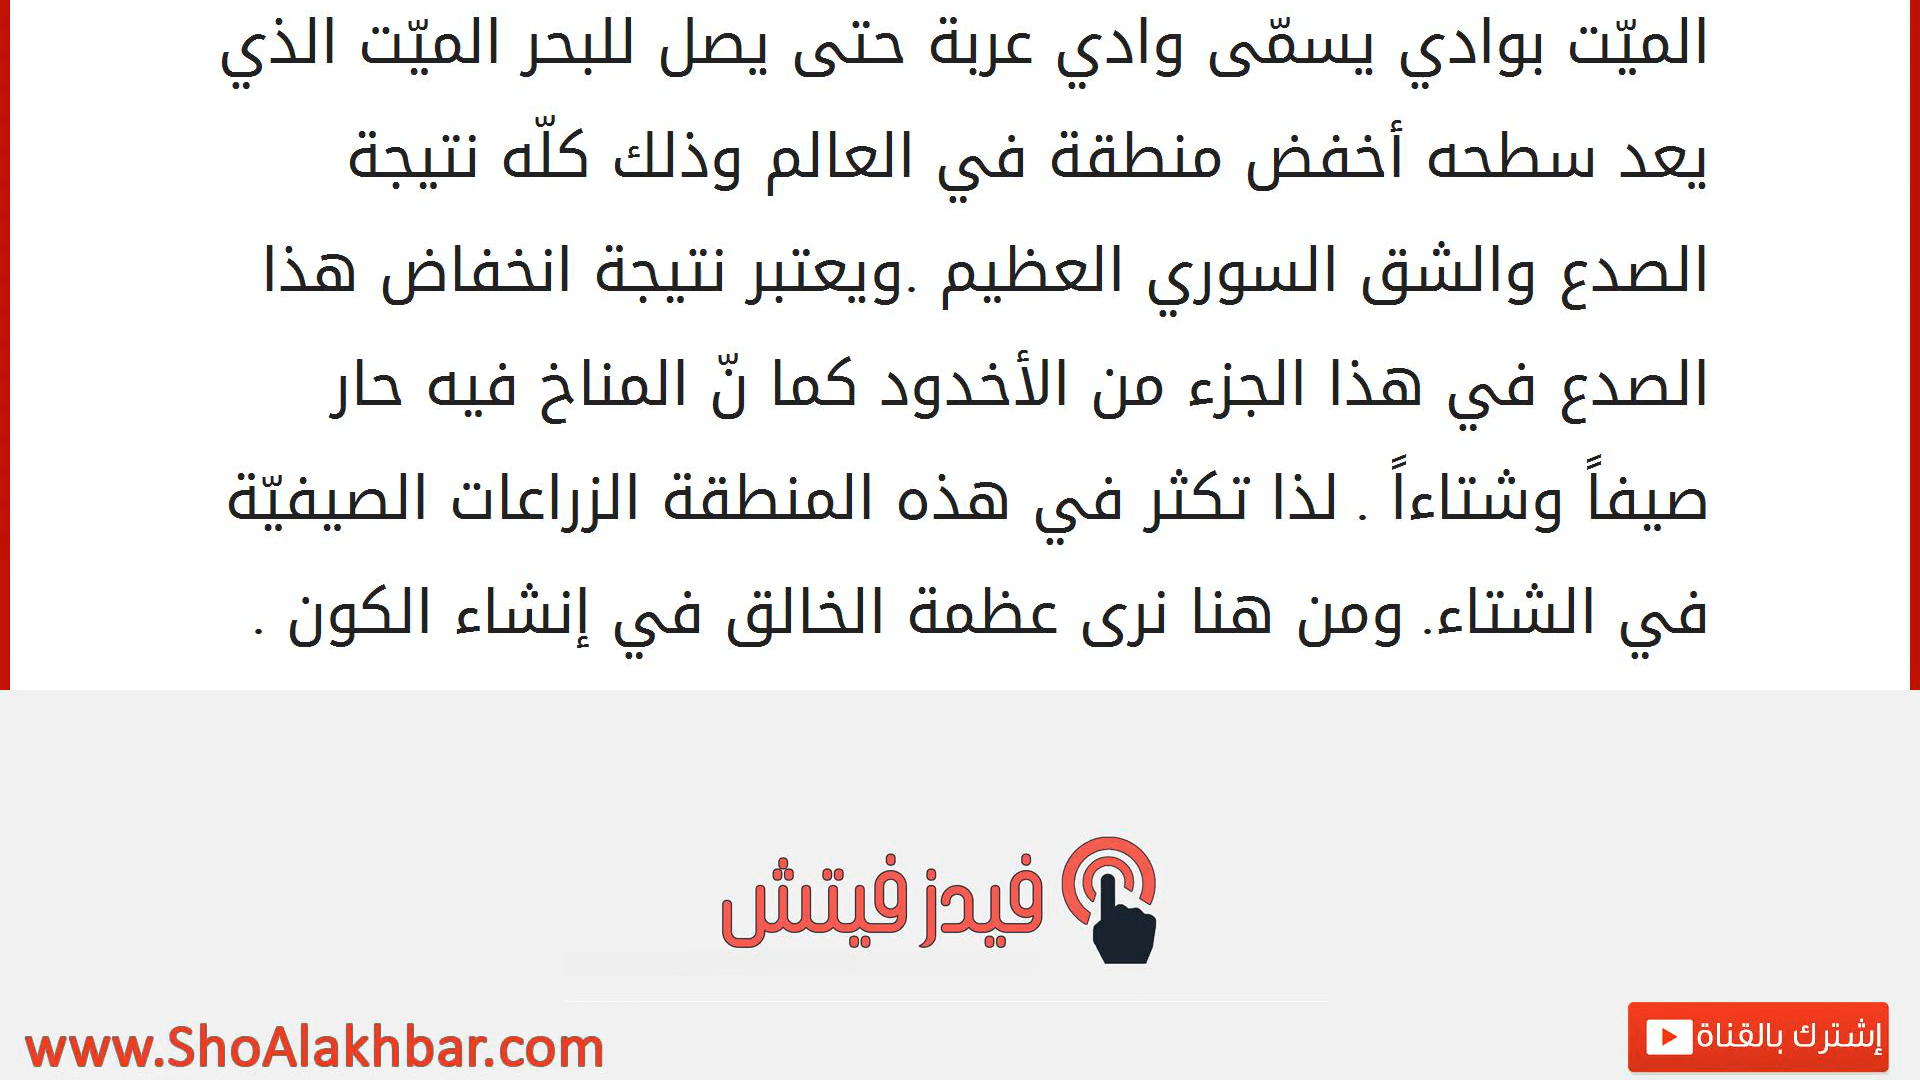 الميّت بوادي يسمّى وادي عربة حتى يصل للبحر الميّت الذي
يعد سطحه أخفض منطقة في العالم وذلك كلّه نتيجة
الصدع والشق السوري العظيم .ويعتبر نتيجة انخفاض هذا
الصدع في هذا الجزء من الأخدود كما نّ المناخ فيه حار
صيفاً وشتاءاً . لذا تكثر في هذه المنطقة الزراعات الصيفيّة
في الشتاء. ومن هنا نرى عظمة الخالق في إنشاء الكون .
فيدز فيتش
www.ShoAlakhbar.com
إشترك بالقناة